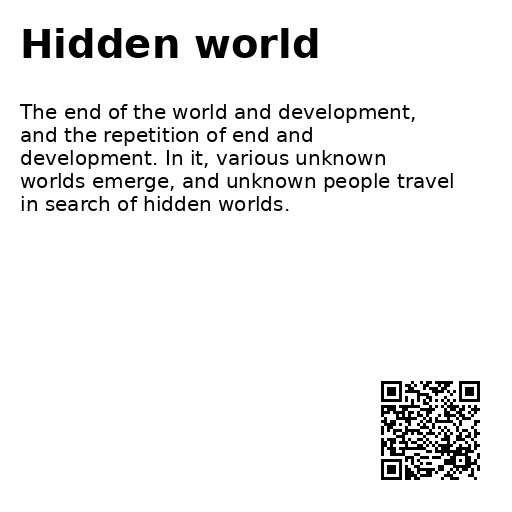 Hidden world
The end of the world and development,
and the repetition of end and
development. In it, various unknown
worlds emerge, and unknown people travel
in search of hidden worlds.